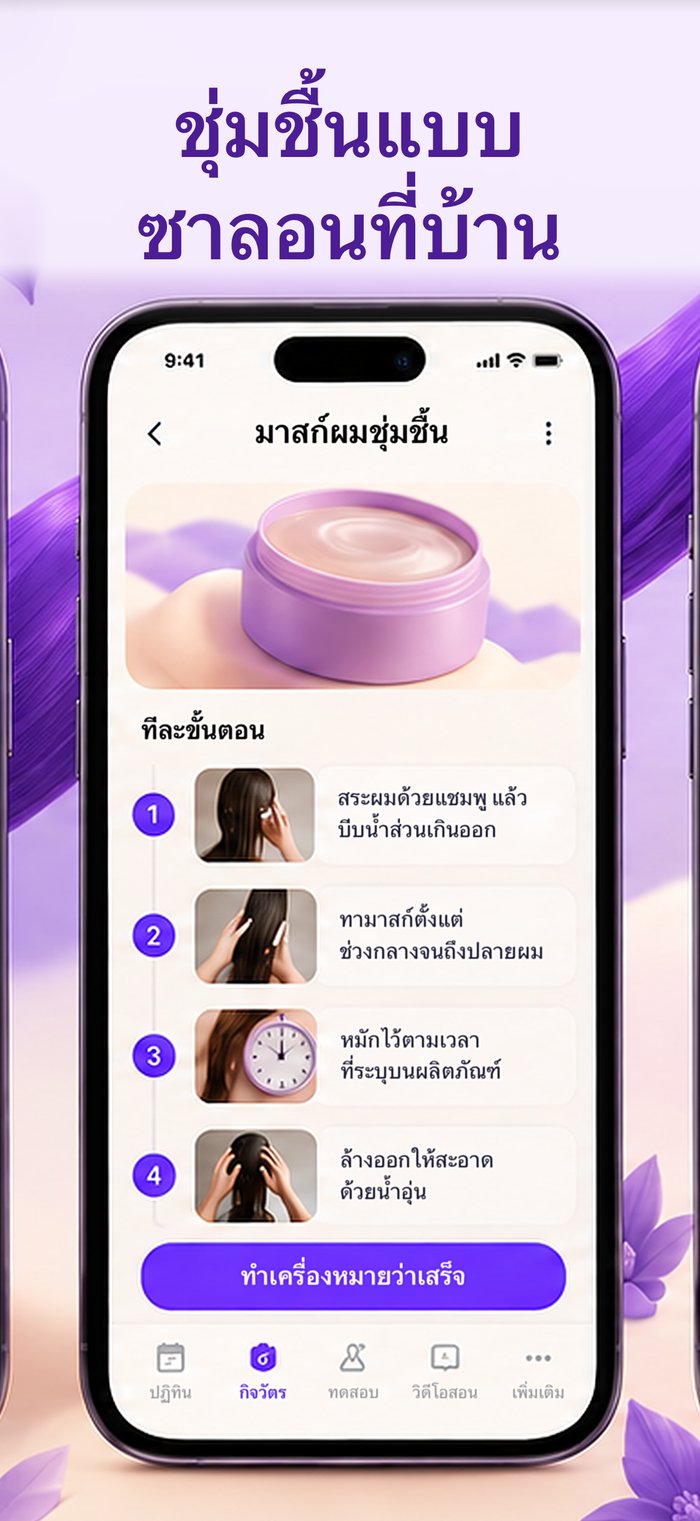 ชุ่มชื้นแบบ
ซาลอนที่บ้าน
9:41
มาสก์ผมชุ่มชื้น
ทีละขั้นตอน
1
สระผมด้วยแชมพู แล้ว
บีบน้ำส่วนเกินออก
2
ทามาสก์ตั้งแต่
ช่วงกลางจนถึงปลายผม
3
หมักไว้ตามเวลา
ที่ระบุบนผลิตภัณฑ์
4
ล้างออกให้สะอาด
ด้วยน้ำอุ่น
ทำเครื่องหมายว่าเสร็จ
ปฏิทิน
กิจวัตร
ทดสอบ
วิดีโอสอน
เพิ่มเติม